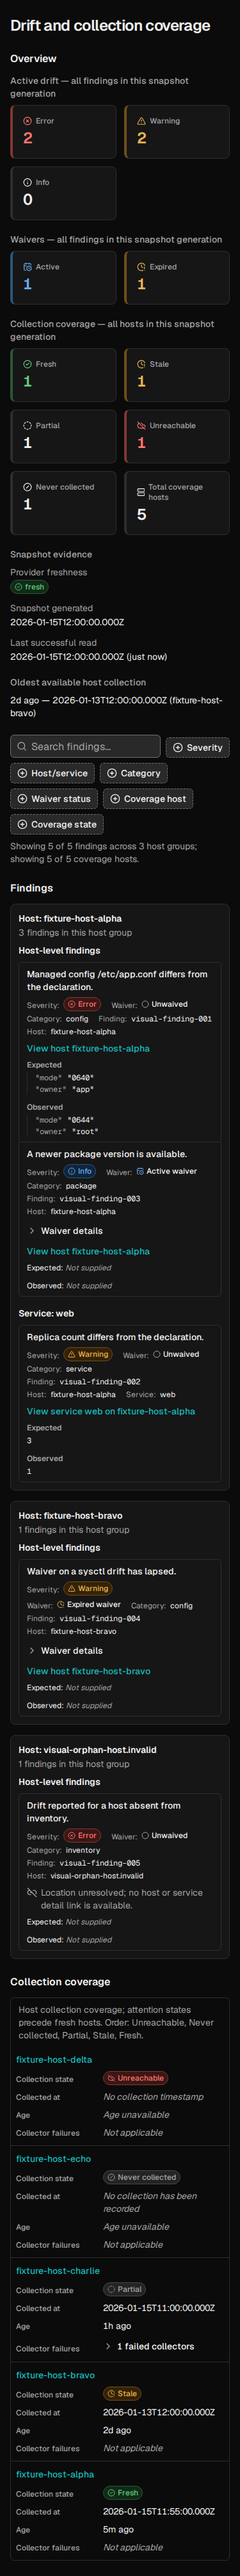 Drift and collection coverage
Overview
Active drift — all findings in this snapshot
generation
Error
2
Warning
2
Info
0
Waivers — all findings in this snapshot generation
Active
1
Expired
1
Collection coverage — all hosts in this snapshot
generation
Fresh
1
Stale
1
Partial
1
Unreachable
1
Never collected
1
Total coverage
hosts
5
Snapshot evidence
Provider freshness
fresh
Snapshot generated
2026-01-15T12:00:00.000Z
Last successful read
2026-01-15T12:00:00.000Z (just now)
Oldest available host collection
2d ago — 2026-01-13T12:00:00.000Z (fixture-host-
bravo)
Search findings...
Severity
Host/service
Category
Waiver status
Coverage host
Coverage state
Showing 5 of 5 findings across 3 host groups;
showing 5 of 5 coverage hosts.
Findings
Host: fixture-host-alpha
3 findings in this host group
Host-level findings
Managed config /etc/app.conf differs from
the declaration.
Severity: Error Waiver: Unwaived
Category: config Finding: visual-finding-001
Host: fixture-host-alpha
View host fixture-host-alpha
Expected
"mode" "0640"
"owner" "app"
Observed
"mode" "0644"
"owner" "root"
A newer package version is available.
Severity: Info Waiver: Active waiver
Category: package
Finding: visual-finding-003
Host: fixture-host-alpha
Waiver details
View host fixture-host-alpha
Expected: Not supplied
Observed: Not supplied
Service: web
Replica count differs from the declaration.
Severity: Warning Waiver: Unwaived
Category: service
Finding: visual-finding-002
Host: fixture-host-alpha Service: web
View service web on fixture-host-alpha
Expected
3
Observed
1
Host: fixture-host-bravo
1 findings in this host group
Host-level findings
Waiver on a sysctl drift has lapsed.
Severity: Warning
Waiver: Expired waiver Category: config
Finding: visual-finding-004
Host: fixture-host-bravo
Waiver details
View host fixture-host-bravo
Expected: Not supplied
Observed: Not supplied
Host: visual-orphan-host.invalid
1 findings in this host group
Host-level findings
Drift reported for a host absent from
inventory.
Severity: Error Waiver: Unwaived
Category: inventory
Finding: visual-finding-005
Host: visual-orphan-host.invalid
Location unresolved; no host or service
detail link is available.
Expected: Not supplied
Observed: Not supplied
Collection coverage
Host collection coverage; attention states
precede fresh hosts. Order: Unreachable, Never
collected, Partial, Stale, Fresh.
fixture-host-delta
Collection state Unreachable
Collected at No collection timestamp
Age Age unavailable
Collector failures Not applicable
fixture-host-echo
Collection state Never collected
Collected at No collection has been
recorded
Age Age unavailable
Collector failures Not applicable
fixture-host-charlie
Collection state Partial
Collected at 2026-01-15T11:00:00.000Z
Age 1h ago
Collector failures 1 failed collectors
fixture-host-bravo
Collection state Stale
Collected at 2026-01-13T12:00:00.000Z
Age 2d ago
Collector failures Not applicable
fixture-host-alpha
Collection state Fresh
Collected at 2026-01-15T11:55:00.000Z
Age 5m ago
Collector failures Not applicable